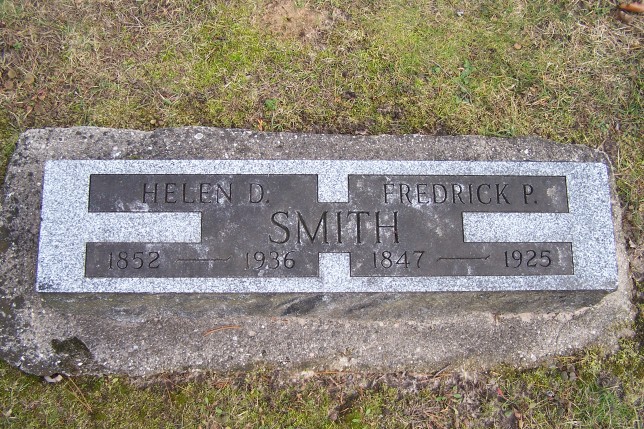 HELEN D. FREDRICK P.
SMITH
1852 — 1936 1847 — 1925